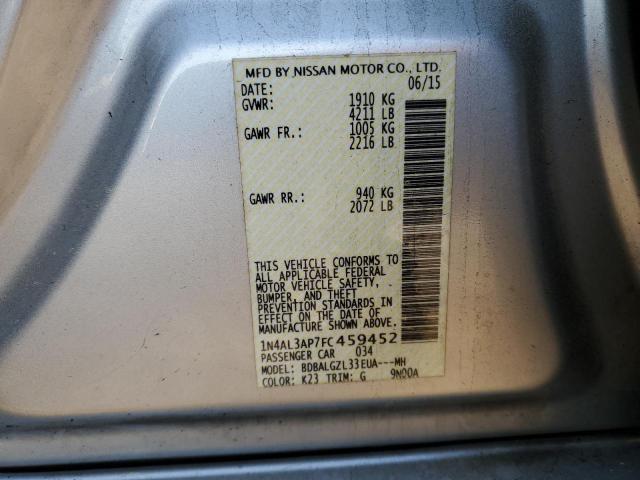 MFD BY NISSAN MOTOR CO., LTD.
DATE: 06/15
GVWR: 1910 KG
4211 LB
GAWR FR.: 1005 KG
2216 LB
GAWR RR.: 940 KG
2072 LB
THIS VEHICLE CONFORMS TO
ALL APPLICABLE FEDERAL
MOTOR VEHICLE SAFETY,
BUMPER, AND THEFT
PREVENTION STANDARDS IN
EFFECT ON THE DATE OF
MANUFACTURE SHOWN ABOVE.
1N4AL3AP7FC459452
PASSENGER CAR 034
MODEL: BDBALGZL33EUA---MH
COLOR: K23 TRIM: G 9N00A